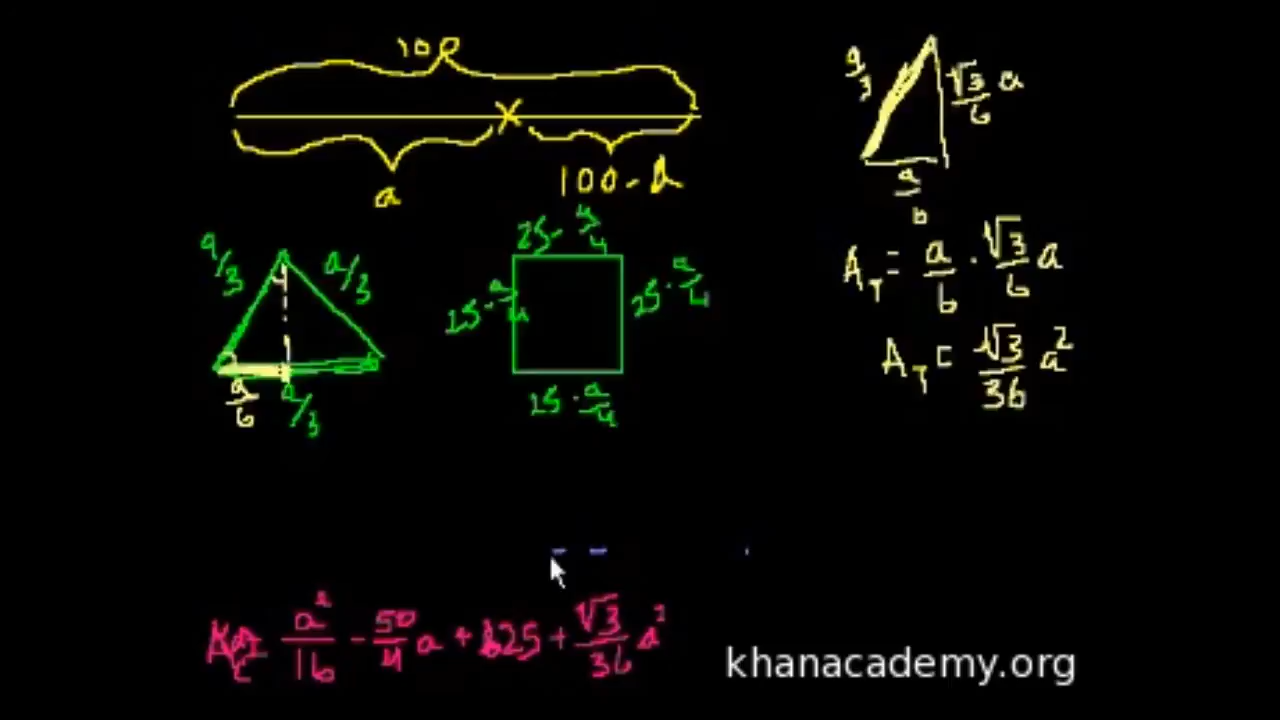 100
a
100 - a
a/3
√3/6 a
a/6
a/3
a/3
a/6
a/3
25 - a/4
25 - a/4
25 - a/4
25 - a/4
A_T = a/6 · √3/6 a
A_T = √3/36 a²
a²/16 - 50/4 a + 625 + √3/36 a²
khanacademy.org